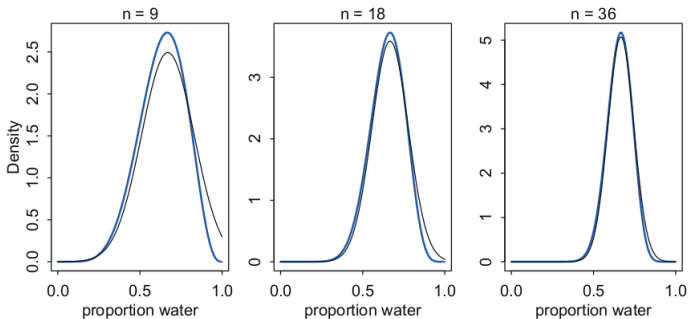 n = 9
n = 18
n = 36
Density
0.0
0.5
1.0
1.5
2.0
2.5
0
1
2
3
0
1
2
3
4
5
0.0 0.5 1.0
0.0 0.5 1.0
0.0 0.5 1.0
proportion water
proportion water
proportion water